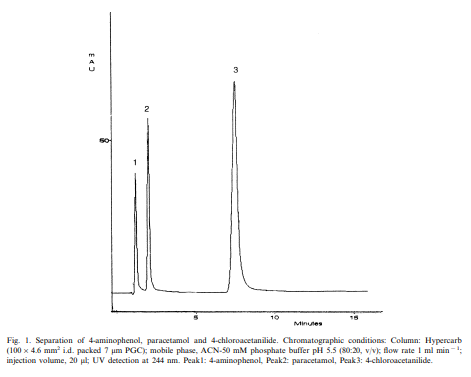 m
A
U
3
2
1
50
5
10
15
Minutes
Fig. 1. Separation of 4-aminophenol, paracetamol and 4-chloroacetanilide. Chromatographic conditions: Column: Hypercarb
(100 × 4.6 mm² i.d. packed 7 μm PGC); mobile phase, ACN-50 mM phosphate buffer pH 5.5 (80:20, v/v); flow rate 1 ml min⁻¹;
injection volume, 20 μl; UV detection at 244 nm. Peak1: 4-aminophenol, Peak2: paracetamol, Peak3: 4-chloroacetilide.